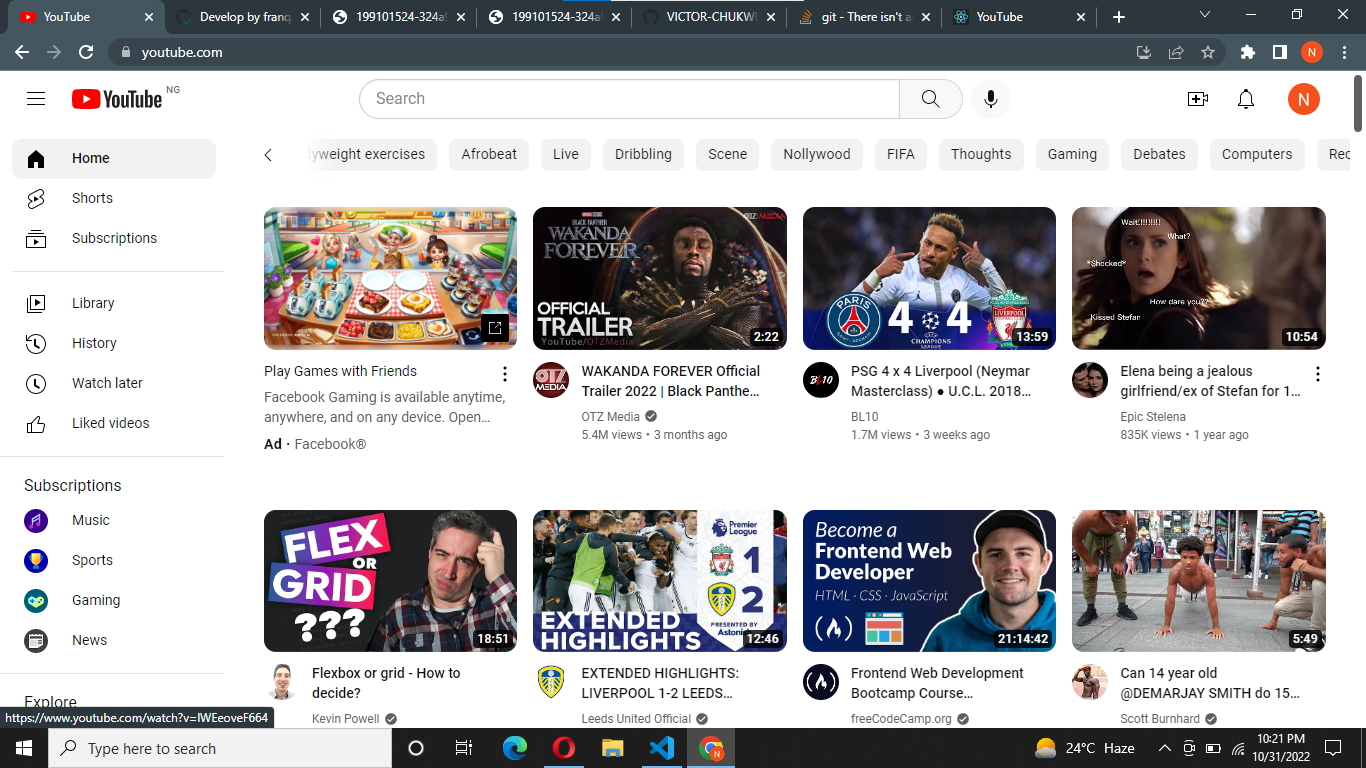 YouTube
Develop by franq
199101524-324a
199101524-324a
VICTOR-CHUKW
git - There isn't a
YouTube
youtube.com
N
YouTube NG
Search
N
Home
Shorts
Subscriptions
Library
History
Watch later
Liked videos
Subscriptions
Music
Sports
Gaming
News
Explore
yweight exercises
Afrobeat
Live
Dribbling
Scene
Nollywood
FIFA
Thoughts
Gaming
Debates
Computers
Rec
Play Games with Friends
Facebook Gaming is available anytime,
anywhere, and on any device. Open...
Ad · Facebook®
OTZ MEDIA
BLACK PANTHER
WAKANDA
FOREVER
OFFICIAL
TRAILER
YouTube/OTZMedia
2:22
OTZ
MEDIA
WAKANDA FOREVER Official
Trailer 2022 | Black Panthe...
OTZ Media
5.4M views • 3 months ago
PARIS
4 4
CHAMPIONS
LEAGUE
LIVERPOOL
13:59
BL10
PSG 4 x 4 Liverpool (Neymar
Masterclass) ● U.C.L. 2018...
BL10
1.7M views • 3 weeks ago
Wait!!!!!!!!
What?
*Shocked*
How dare you??
Kissed Stefan
10:54
Elena being a jealous
girlfriend/ex of Stefan for 1...
Epic Stelena
835K views • 1 year ago
FLEX
OR
GRID
???
18:51
Flexbox or grid - How to
decide?
Kevin Powell
Premier
League
1
2
PRESENTED BY
EXTENDED
HIGHLIGHTS
12:46
EXTENDED HIGHLIGHTS:
LIVERPOOL 1-2 LEEDS...
Leeds United Official
Become a
Frontend Web
Developer
HTML · CSS · JavaScript
21:14:42
Frontend Web Development
Bootcamp Course...
freeCodeCamp.org
5:49
Can 14 year old
@DEMARJAY SMITH do 15...
Scott Burnhard
https://www.youtube.com/watch?v=IWEeoveF664
Type here to search
N
24°C Haze
10:21 PM
10/31/2022